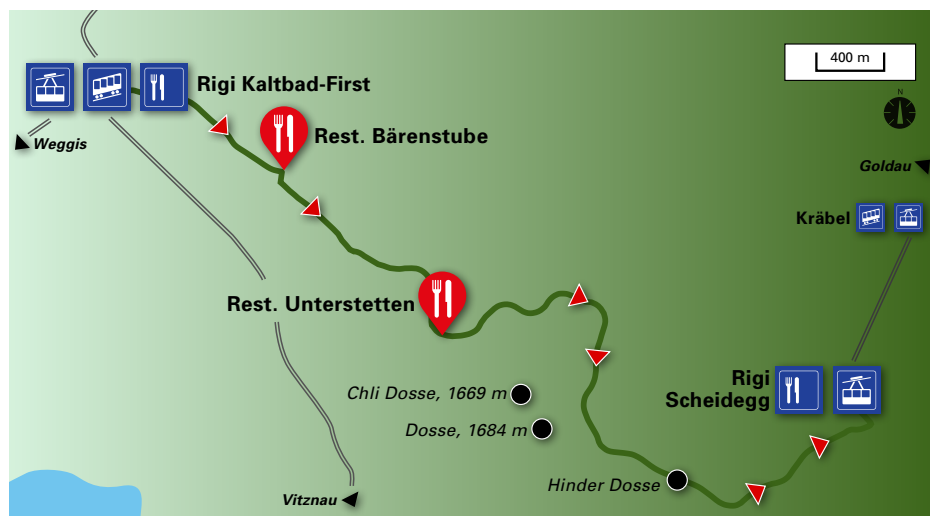 400 m
Rigi Kaltbad-First
N
Rest. Bärenstube
Weggis
Goldau
Kräbel
Rest. Unterstetten
Rigi
Scheidegg
Chli Dosse, 1669 m
Dosse, 1684 m
Hinder Dosse
Vitznau